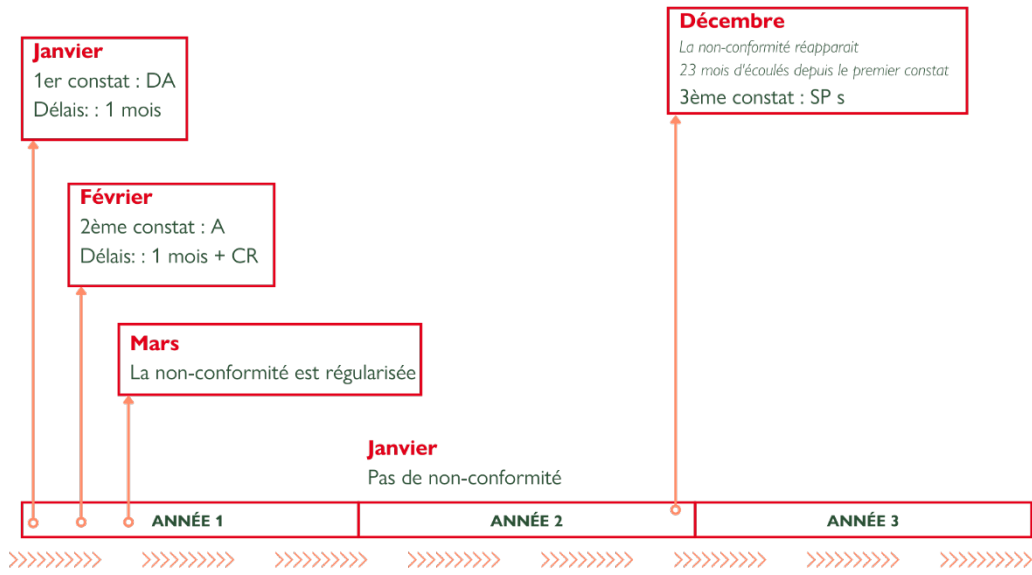 Janvier
1er constat : DA
Délais: : 1 mois
Février
2ème constat : A
Délais: : 1 mois + CR
Mars
La non-conformité est régularisée
Janvier
Pas de non-conformité
Décembre
La non-conformité réapparait
23 mois d'écoulés depuis le premier constat
3ème constat : SP s
ANNÉE 1
ANNÉE 2
ANNÉE 3